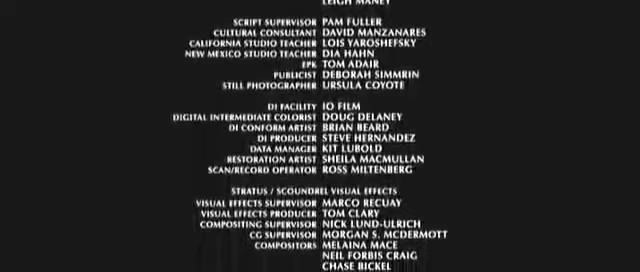 LEIGH MANEY
SCRIPT SUPERVISOR PAM FULLER
CULTURAL CONSULTANT DAVID MANZANARES
CALIFORNIA STUDIO TEACHER LOIS YAROSHEFSKY
NEW MEXICO STUDIO TEACHER DIA HAHN
EPK TOM ADAIR
PUBLICIST DEBORAH SIMMRIN
STILL PHOTOGRAPHER URSULA COYOTE
DI FACILITY IO FILM
DIGITAL INTERMEDIATE COLORIST DOUG DELANEY
DI CONFORM ARTIST BRIAN BEARD
DI PRODUCER STEVE HERNANDEZ
DATA MANAGER KIT LUBOLD
RESTORATION ARTIST SHEILA MACMULLAN
SCAN/RECORD OPERATOR ROSS MILTENBERG
STRATUS / SCOUNDREL VISUAL EFFECTS
VISUAL EFFECTS SUPERVISOR MARCO RECUAY
VISUAL EFFECTS PRODUCER TOM CLARY
COMPOSITING SUPERVISOR NICK LUND-ULRICH
CG SUPERVISOR MORGAN S. MCDERMOTT
COMPOSITORS MELAINA MACE
NEIL FORBIS CRAIG
CHASE BICKEL